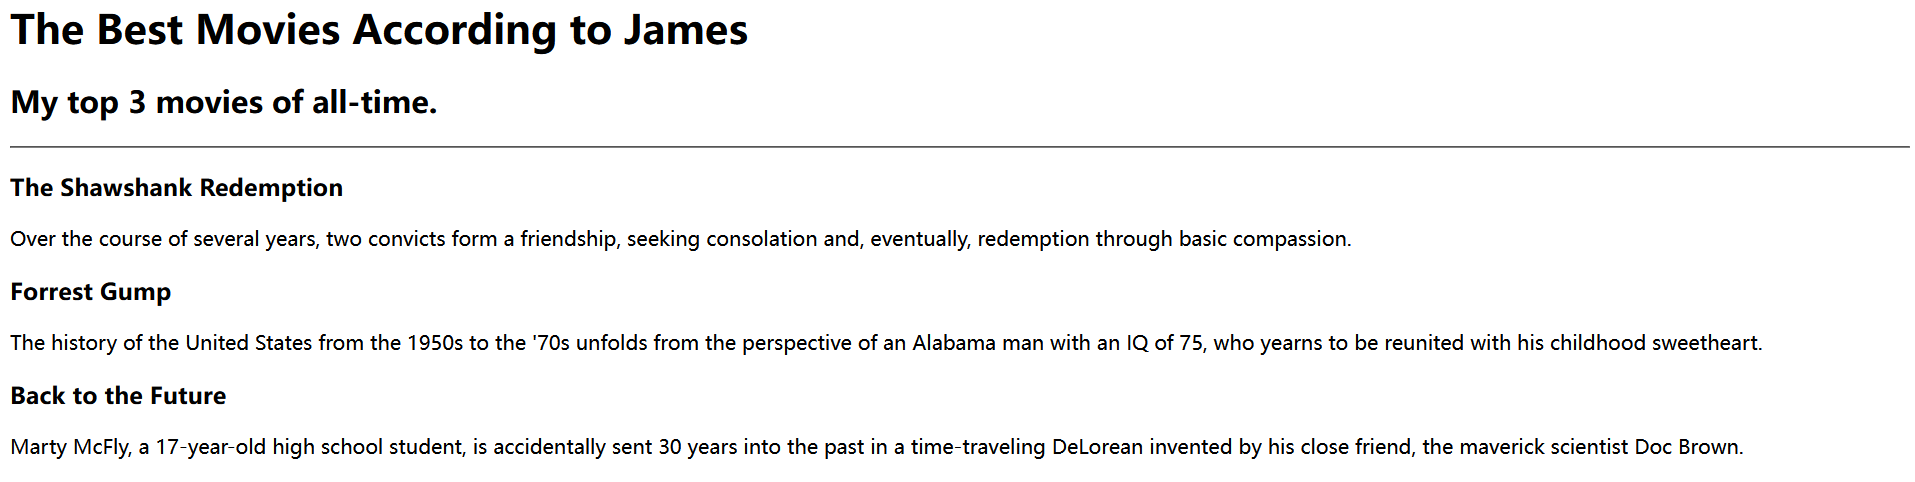 The Best Movies According to James
My top 3 movies of all-time.
The Shawshank Redemption
Over the course of several years, two convicts form a friendship, seeking consolation and, eventually, redemption through basic compassion.
Forrest Gump
The history of the United States from the 1950s to the '70s unfolds from the perspective of an Alabama man with an IQ of 75, who yearns to be reunited with his childhood sweetheart.
Back to the Future
Marty McFly, a 17-year-old high school student, is accidentally sent 30 years into the past in a time-traveling DeLorean invented by his close friend, the maverick scientist Doc Brown.